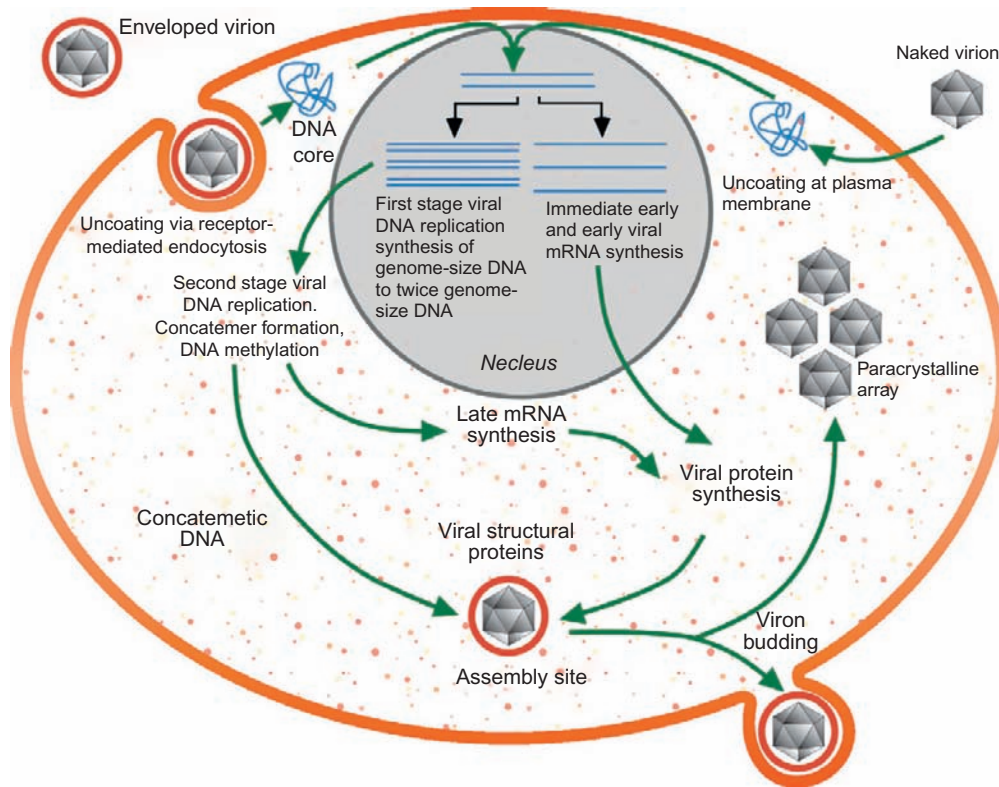 Enveloped virion
Naked virion
DNA
core
Uncoating at plasma
membrane
Uncoating via receptor-
mediated endocytosis
First stage viral
DNA replication
synthesis of
genome-size DNA
to twice genome-
size DNA
Immediate early
and early viral
mRNA synthesis
Second stage viral
DNA replication.
Concatemer formation,
DNA methylation
Necleus
Paracrystalline
array
Late mRNA
synthesis
Viral protein
synthesis
Concatemetic
DNA
Viral structural
proteins
Viron
budding
Assembly site